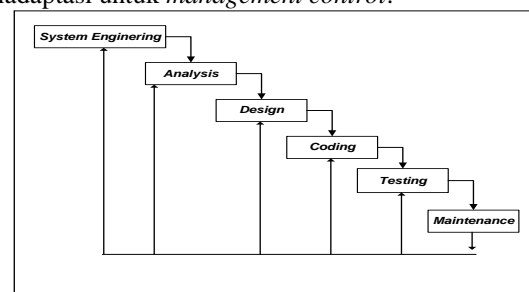 adaptasi untuk management control.
System Enginering
Analysis
Design
Coding
Testing
Maintenance